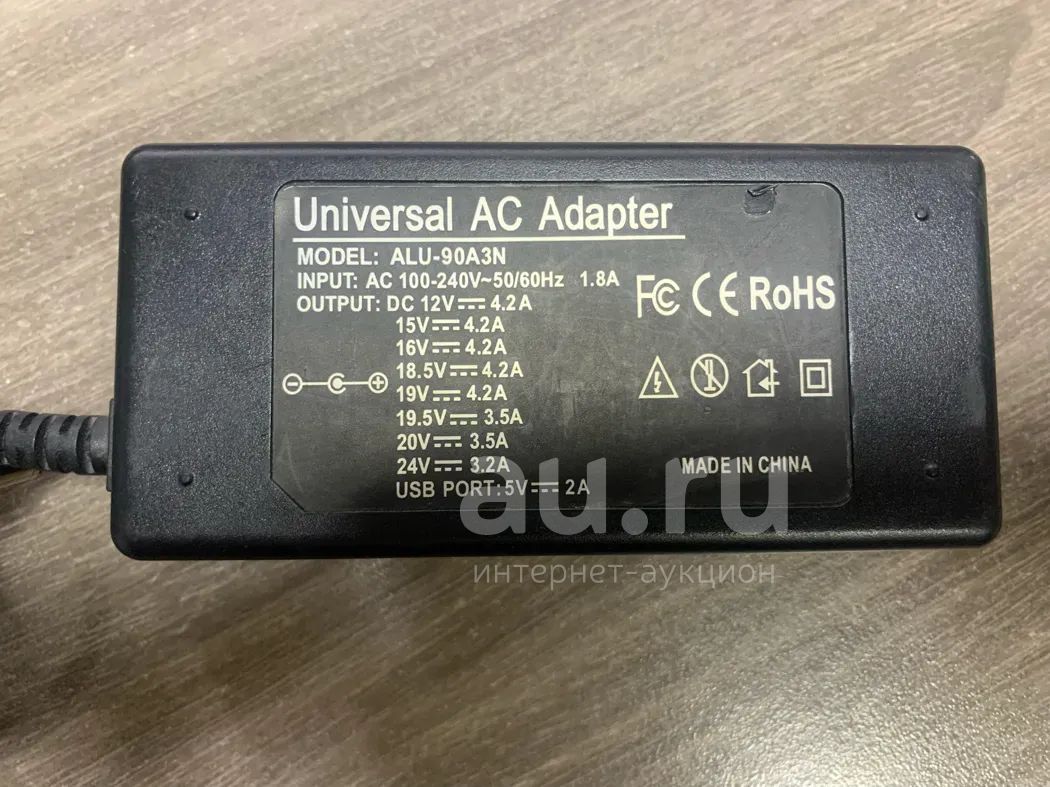 Universal AC Adapter
MODEL: ALU-90A3N
INPUT: AC 100-240V~50/60Hz 1.8A
OUTPUT: DC 12V⎓4.2A
15V⎓4.2A
16V⎓4.2A
18.5V⎓4.2A
19V⎓4.2A
19.5V⎓3.5A
20V⎓3.5A
24V⎓3.2A
USB PORT: 5V⎓2A
FC CE RoHS
MADE IN CHINA
au.ru
интернет-аукцион